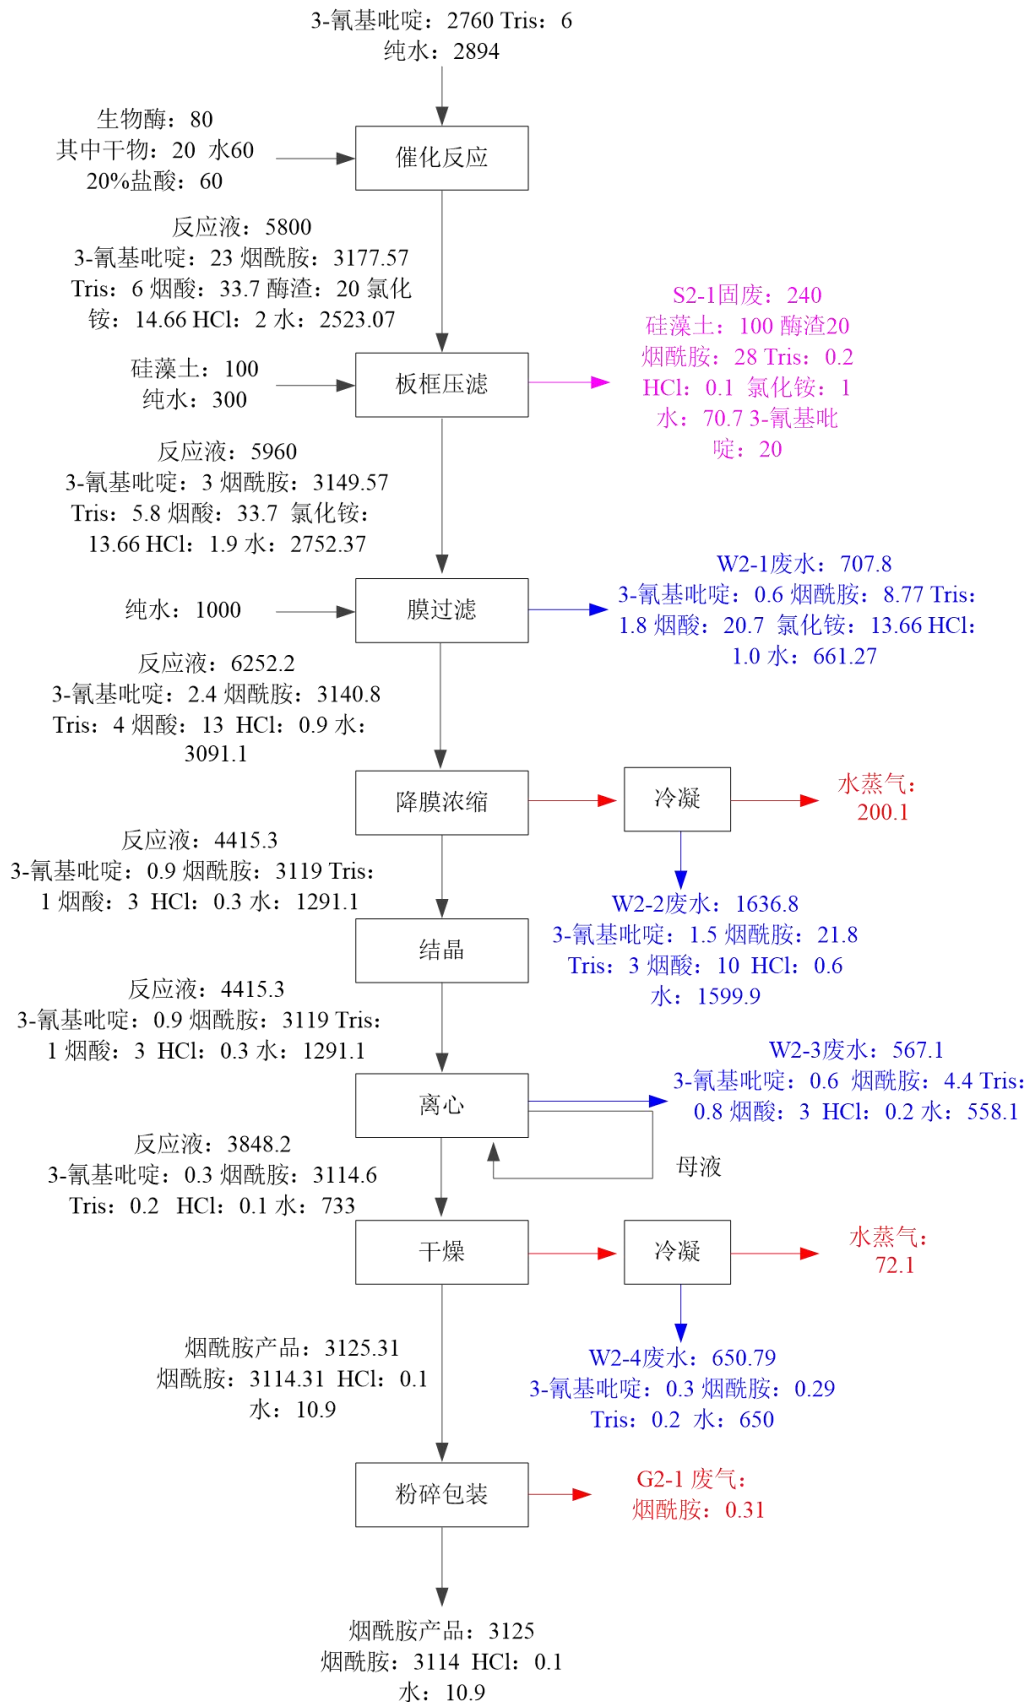 3-氰基吡啶：2760 Tris：6
纯水：2894
生物酶：80
其中干物：20 水60
20%盐酸：60
催化反应
反应液：5800
3-氰基吡啶：23 烟酰胺：3177.57
Tris：6 烟酸：33.7 酶渣：20 氯化
铵：14.66 HCl：2 水：2523.07
硅藻土：100
纯水：300
板框压滤
S2-1固废：240
硅藻土：100 酶渣20
烟酰胺：28 Tris：0.2
HCl：0.1 氯化铵：1
水：70.7 3-氰基吡
啶：20
反应液：5960
3-氰基吡啶：3 烟酰胺：3149.57
Tris：5.8 烟酸：33.7 氯化铵：
13.66 HCl：1.9 水：2752.37
纯水：1000
膜过滤
W2-1废水：707.8
3-氰基吡啶：0.6 烟酰胺：8.77 Tris：
1.8 烟酸：20.7 氯化铵：13.66 HCl：
1.0 水：661.27
反应液：6252.2
3-氰基吡啶：2.4 烟酰胺：3140.8
Tris：4 烟酸：13 HCl：0.9 水：
3091.1
降膜浓缩
冷凝
水蒸气：
200.1
反应液：4415.3
3-氰基吡啶：0.9 烟酰胺：3119 Tris：
1 烟酸：3 HCl：0.3 水：1291.1
W2-2废水：1636.8
3-氰基吡啶：1.5 烟酰胺：21.8
Tris：3 烟酸：10 HCl：0.6
水：1599.9
结晶
反应液：4415.3
3-氰基吡啶：0.9 烟酰胺：3119 Tris：
1 烟酸：3 HCl：0.3 水：1291.1
离心
W2-3废水：567.1
3-氰基吡啶：0.6 烟酰胺：4.4 Tris：
0.8 烟酸：3 HCl：0.2 水：558.1
母液
反应液：3848.2
3-氰基吡啶：0.3 烟酰胺：3114.6
Tris：0.2 HCl：0.1 水：733
干燥
冷凝
水蒸气：
72.1
W2-4废水：650.79
3-氰基吡啶：0.3 烟酰胺：0.29
Tris：0.2 水：650
烟酰胺产品：3125.31
烟酰胺：3114.31 HCl：0.1
水：10.9
粉碎包装
G2-1 废气：
烟酰胺：0.31
烟酰胺产品：3125
烟酰胺：3114 HCl：0.1
水：10.9